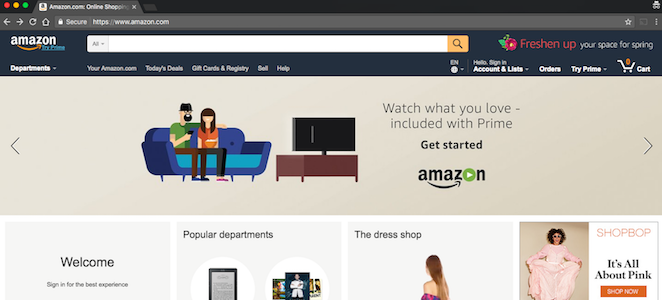 Amazon.com: Online Shopping
Secure https://www.amazon.com
amazon
Try Prime
All
Freshen up your space for spring
Departments
Your Amazon.com Today's Deals Gift Cards & Registry Sell Help
EN
Hello. Sign in
Account & Lists
Orders
Try Prime
0
Cart
Watch what you love -
included with Prime
Get started
amazon
Welcome
Sign in for the best experience
Popular departments
The dress shop
SHOPBOP
It's All
About Pink
SHOP NOW